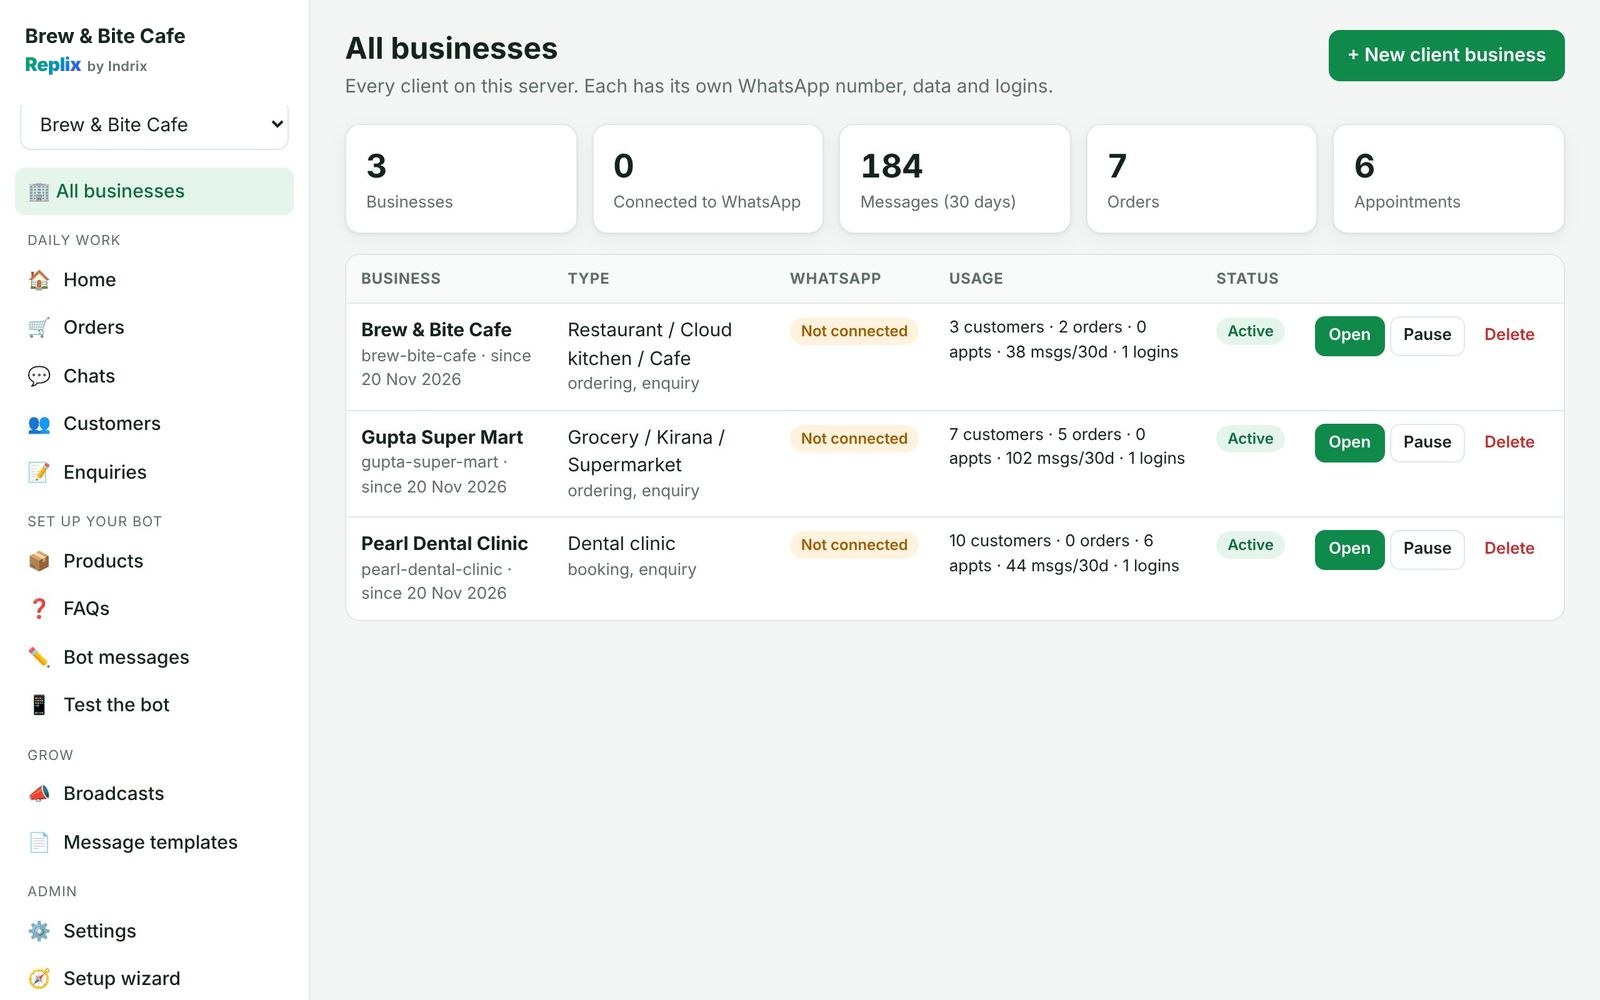 Brew & Bite Cafe
Replix by Indrix
Brew & Bite Cafe
All businesses
DAILY WORK
Home
Orders
Chats
Customers
Enquiries
SET UP YOUR BOT
Products
FAQs
Bot messages
Test the bot
GROW
Broadcasts
Message templates
ADMIN
Settings
Setup wizard
All businesses
Every client on this server. Each has its own WhatsApp number, data and logins.
+ New client business
3
Businesses
0
Connected to WhatsApp
184
Messages (30 days)
7
Orders
6
Appointments
BUSINESS TYPE WHATSAPP USAGE STATUS
Brew & Bite Cafe
brew-bite-cafe · since
20 Nov 2026
Restaurant / Cloud
kitchen / Cafe
ordering, enquiry
Not connected
3 customers · 2 orders · 0
appts · 38 msgs/30d · 1 logins
Active
Open Pause Delete
Gupta Super Mart
gupta-super-mart ·
since 20 Nov 2026
Grocery / Kirana /
Supermarket
ordering, enquiry
Not connected
7 customers · 5 orders · 0
appts · 102 msgs/30d · 1 logins
Active
Open Pause Delete
Pearl Dental Clinic
pearl-dental-clinic ·
since 20 Nov 2026
Dental clinic
booking, enquiry
Not connected
10 customers · 0 orders · 6
appts · 44 msgs/30d · 1 logins
Active
Open Pause Delete